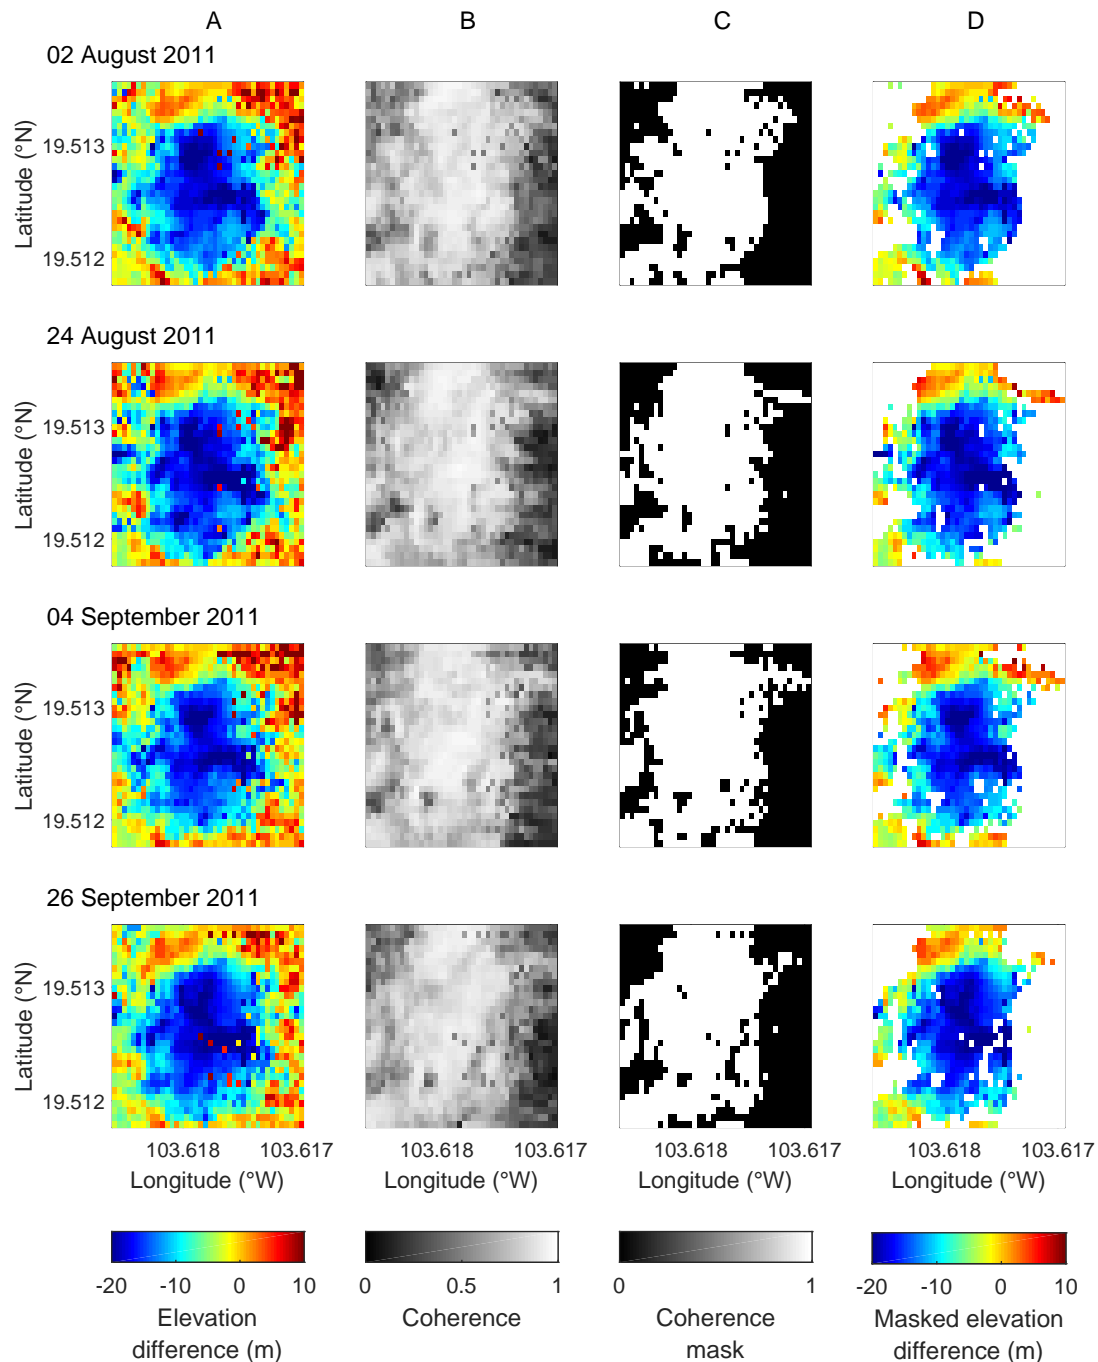 A B C D
02 August 2011
Latitude (°N)
19.513
19.512
24 August 2011
Latitude (°N)
19.513
19.512
04 September 2011
Latitude (°N)
19.513
19.512
26 September 2011
Latitude (°N)
19.513
19.512
103.618 103.617 103.618 103.617 103.618 103.617 103.618 103.617
Longitude (°W) Longitude (°W) Longitude (°W) Longitude (°W)
-20 -10 0 10 0 0.5 1 0 1 -20 -10 0 10
Elevation Coherence Coherence Masked elevation
difference (m) mask difference (m)